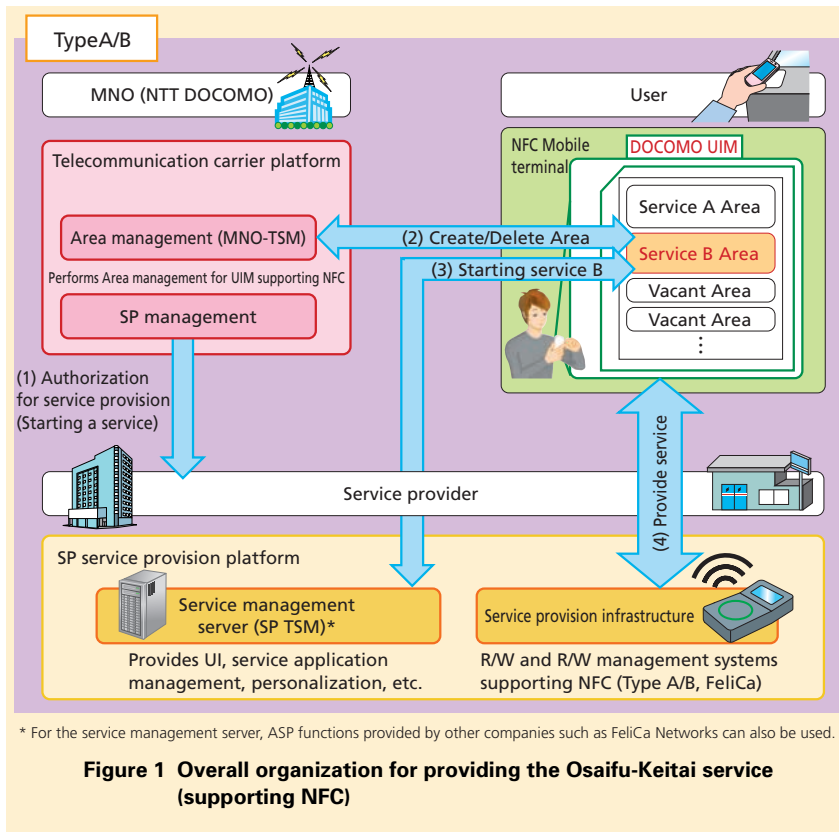 TypeA/B
MNO (NTT DOCOMO)
User
Telecommunication carrier platform
Area management (MNO-TSM)
Performs Area management for UIM supporting NFC
SP management
NFC Mobile
terminal
DOCOMO UIM
Service A Area
Service B Area
Vacant Area
Vacant Area
⋮
(2) Create/Delete Area
(3) Starting service B
(1) Authorization
for service provision
(Starting a service)
(4) Provide service
Service provider
SP service provision platform
Service management
server (SP TSM)*
Provides UI, service application
management, personalization, etc.
Service provision infrastructure
R/W and R/W management systems
supporting NFC (Type A/B, FeliCa)
* For the service management server, ASP functions provided by other companies such as FeliCa Networks can also be used.
Figure 1 Overall organization for providing the Osaifu-Keitai service
(supporting NFC)